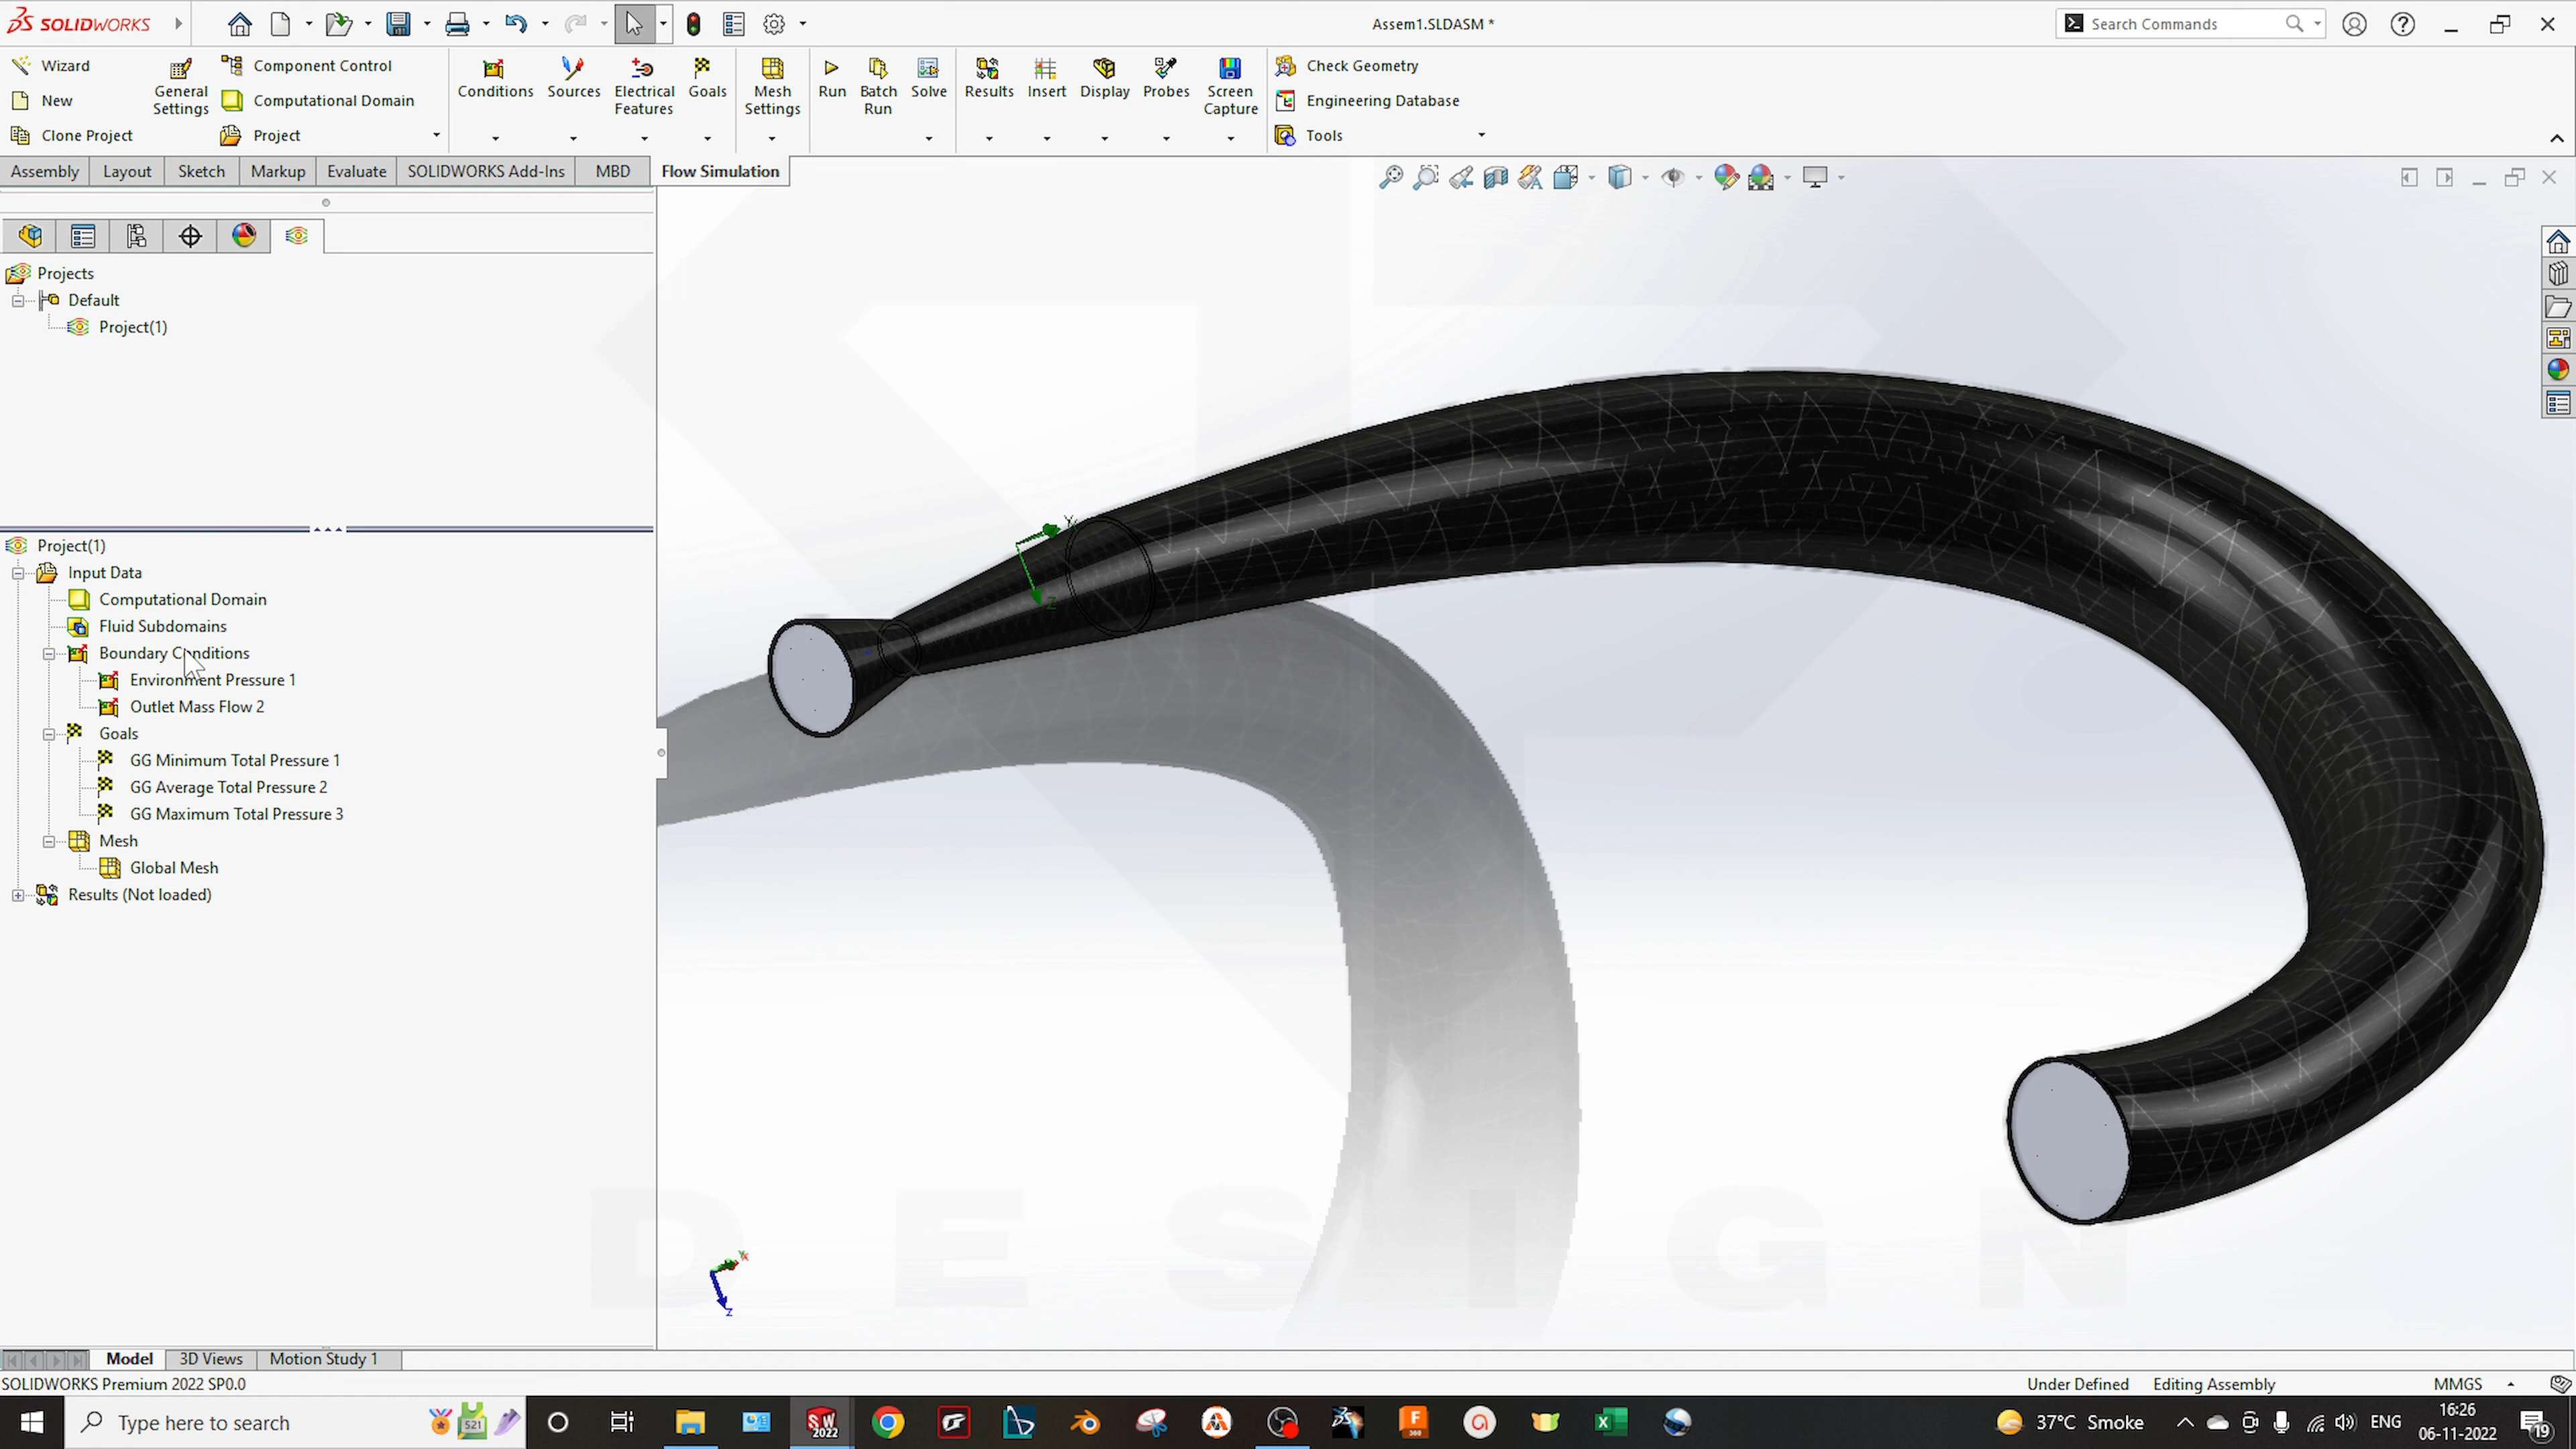 SOLIDWORKS
Assem1.SLDASM *
Search Commands
Wizard
New
Clone Project
General Settings
Component Control
Computational Domain
Project
Conditions
Sources
Electrical Features
Goals
Mesh Settings
Run
Batch Run
Solve
Results
Insert
Display
Probes
Screen Capture
Check Geometry
Engineering Database
Tools
Assembly
Layout
Sketch
Markup
Evaluate
SOLIDWORKS Add-Ins
MBD
Flow Simulation
Projects
Default
Project(1)
Project(1)
Input Data
Computational Domain
Fluid Subdomains
Boundary Conditions
Environment Pressure 1
Outlet Mass Flow 2
Goals
GG Minimum Total Pressure 1
GG Average Total Pressure 2
GG Maximum Total Pressure 3
Mesh
Global Mesh
Results (Not loaded)
Y
Z
Z
DESIGN
Model
3D Views
Motion Study 1
SOLIDWORKS Premium 2022 SP0.0
Under Defined
Editing Assembly
MMGS
Type here to search
521
SW 2022
F 360
37°C Smoke
ENG
16:26
06-11-2022
19